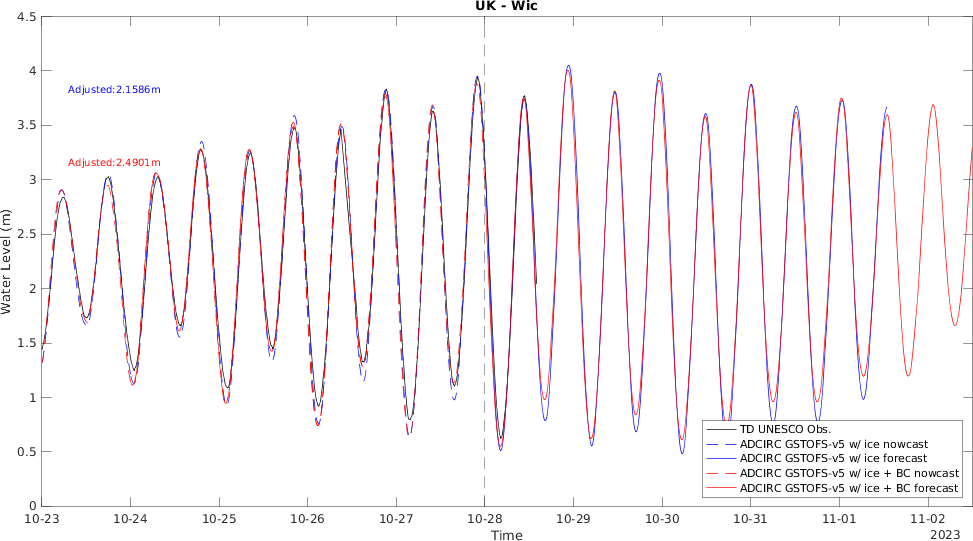 UK - Wic
4.5
4
3.5
3
2.5
2
1.5
1
0.5
0
Water Level (m)
Adjusted:2.1586m
Adjusted:2.4901m
TD UNESCO Obs.
ADCIRC GSTOFS-v5 w/ ice nowcast
ADCIRC GSTOFS-v5 w/ ice forecast
ADCIRC GSTOFS-v5 w/ ice + BC nowcast
ADCIRC GSTOFS-v5 w/ ice + BC forecast
10-23 10-24 10-25 10-26 10-27 10-28 10-29 10-30 10-31 11-01 11-02
Time
2023